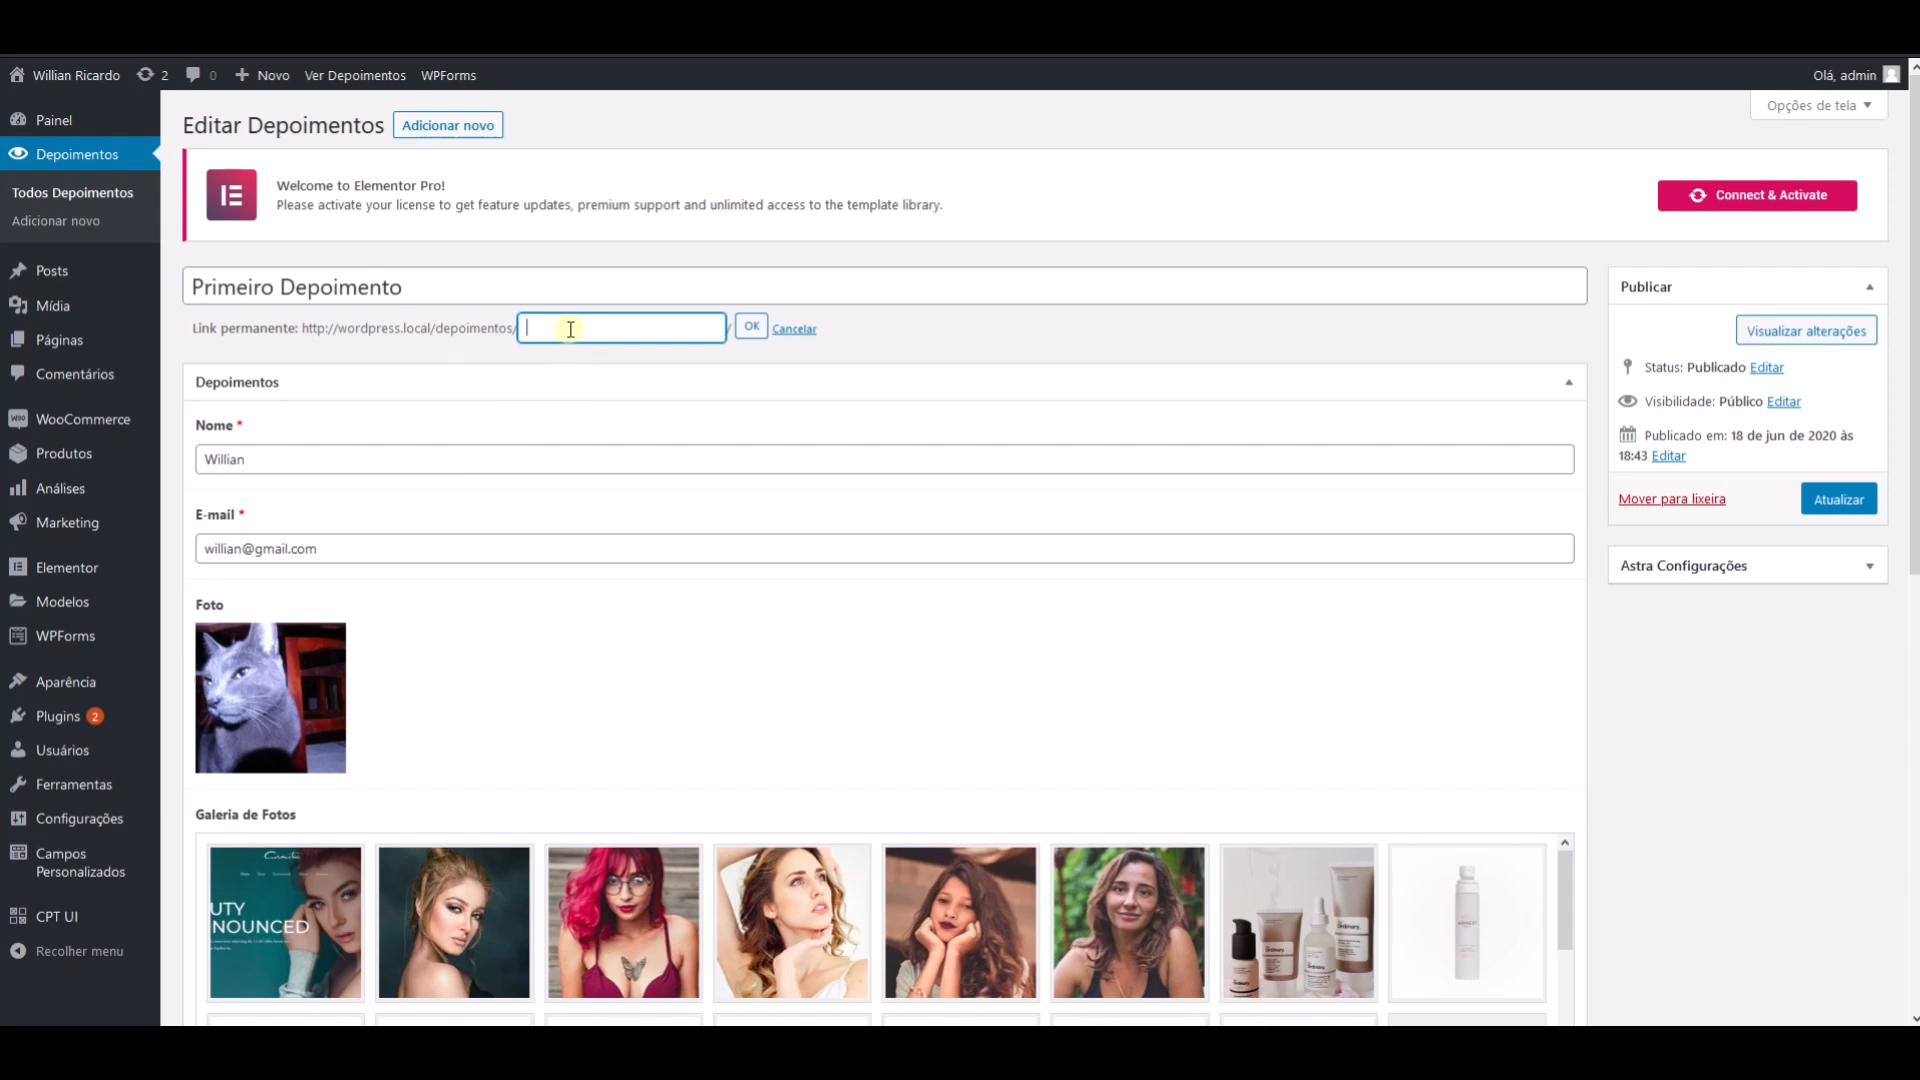 Willian Ricardo 2 0 Novo Ver Depoimentos WPForms Olá, admin
Opções de tela
Painel
Depoimentos
Todos Depoimentos
Adicionar novo
Posts
Mídia
Páginas
Comentários
WooCommerce
Produtos
Análises
Marketing
Elementor
Modelos
WPForms
Aparência
Plugins 2
Usuários
Ferramentas
Configurações
Campos
Personalizados
CPT UI
Recolher menu
Editar Depoimentos Adicionar novo
Welcome to Elementor Pro!
Please activate your license to get feature updates, premium support and unlimited access to the template library.
Connect & Activate
Primeiro Depoimento
Link permanente: http://wordpress.local/depoimentos/ / OK Cancelar
Depoimentos
Nome *
Willian
E-mail *
willian@gmail.com
Foto
Galeria de Fotos
UTY
NOUNCED
Publicar
Visualizar alterações
Status: Publicado Editar
Visibilidade: Público Editar
Publicado em: 18 de jun de 2020 às
18:43 Editar
Mover para lixeira Atualizar
Astra Configurações